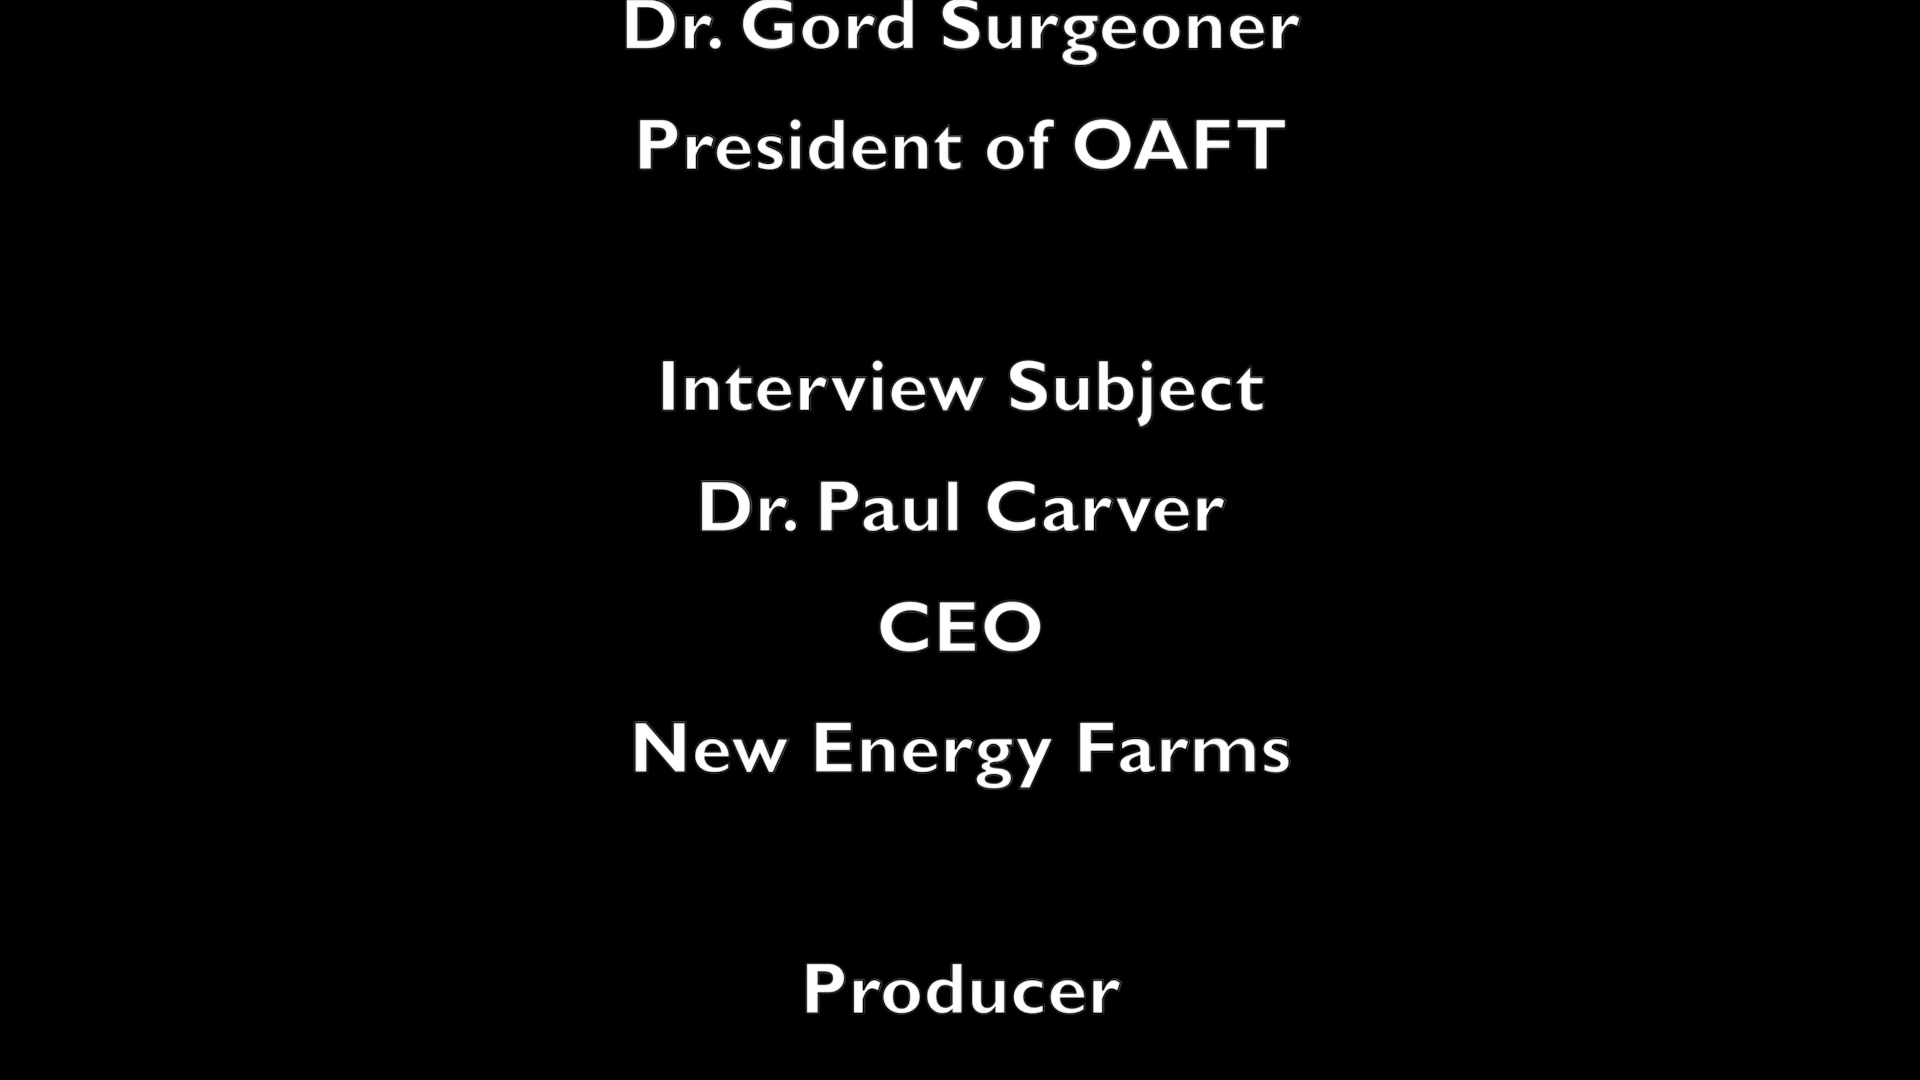 Dr. Gord Surgeoner
President of OAFT
Interview Subject
Dr. Paul Carver
CEO
New Energy Farms
Producer